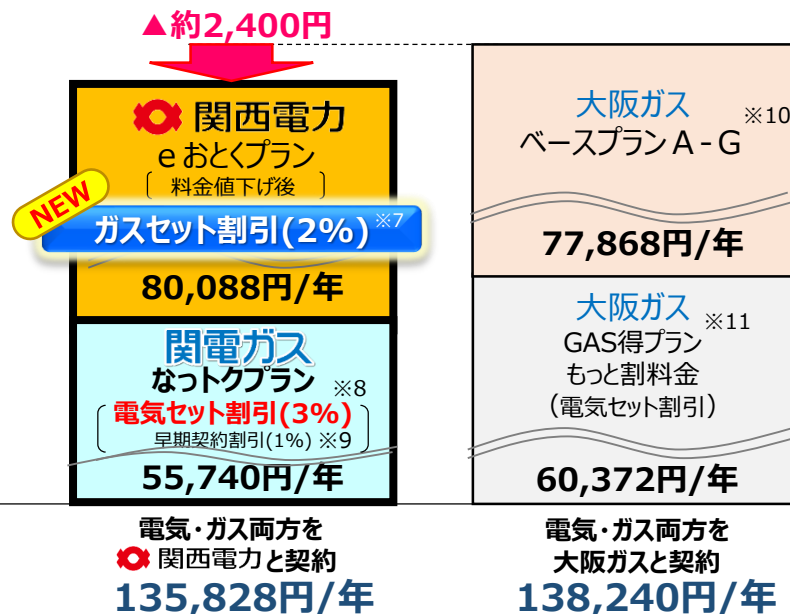 ▲約2,400円
関西電力
eおとくプラン
［ 料金値下げ後 ］
NEW
ガスセット割引(2%)※7
80,088円/年
関電ガス
なっトクプラン ※8
電気セット割引(3%)
早期契約割引(1%) ※9
55,740円/年
電気・ガス両方を
関西電力と契約
135,828円/年
大阪ガス ※10
ベースプランA-G
77,868円/年
大阪ガス ※11
GAS得プラン
もっと割料金
（電気セット割引）
60,372円/年
電気・ガス両方を
大阪ガスと契約
138,240円/年